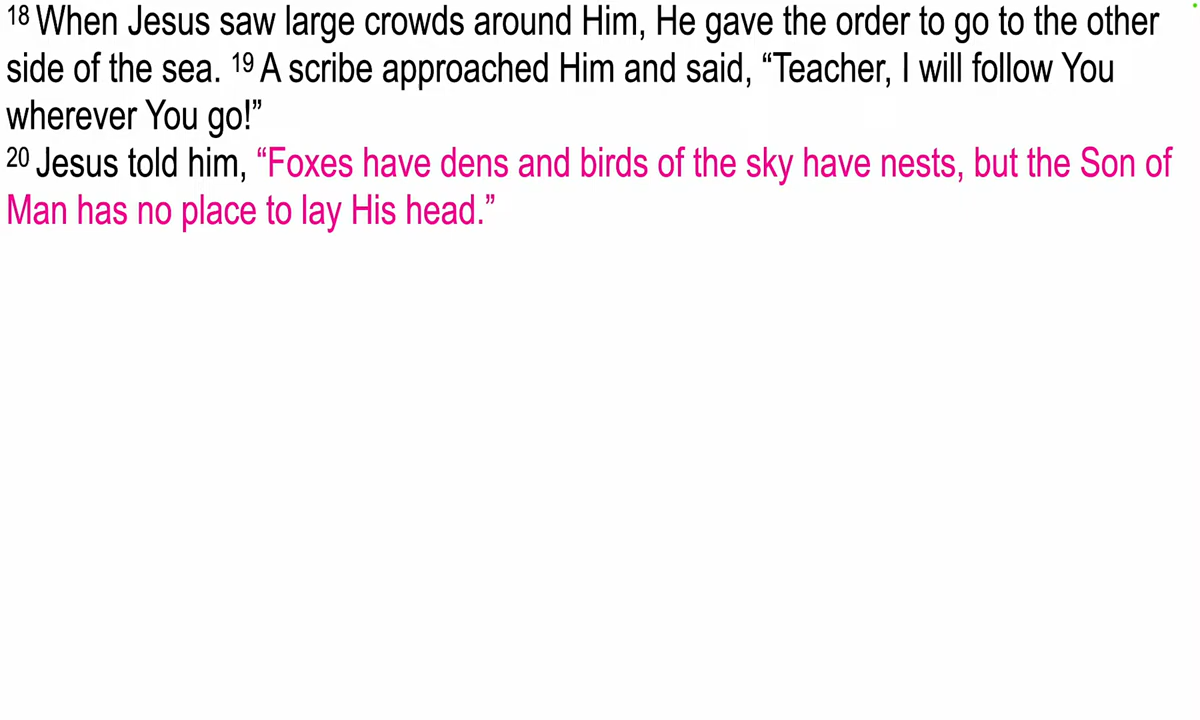 18 When Jesus saw large crowds around Him, He gave the order to go to the other
side of the sea. 19 A scribe approached Him and said, “Teacher, I will follow You
wherever You go!”
20 Jesus told him, “Foxes have dens and birds of the sky have nests, but the Son of
Man has no place to lay His head.”